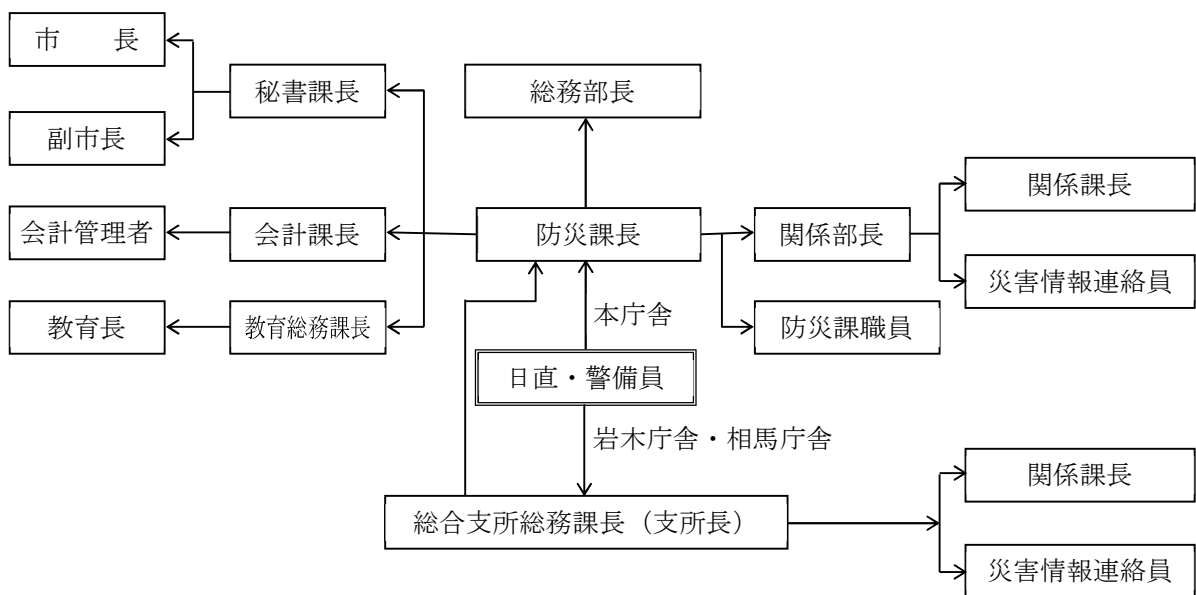 市　　長
秘書課長
総務部長
副市長
関係課長
会計管理者
会計課長
防災課長
関係部長
災害情報連絡員
本庁舎
教育長
教育総務課長
防災課職員
日直・警備員
岩木庁舎・相馬庁舎
関係課長
総合支所総務課長（支所長）
災害情報連絡員